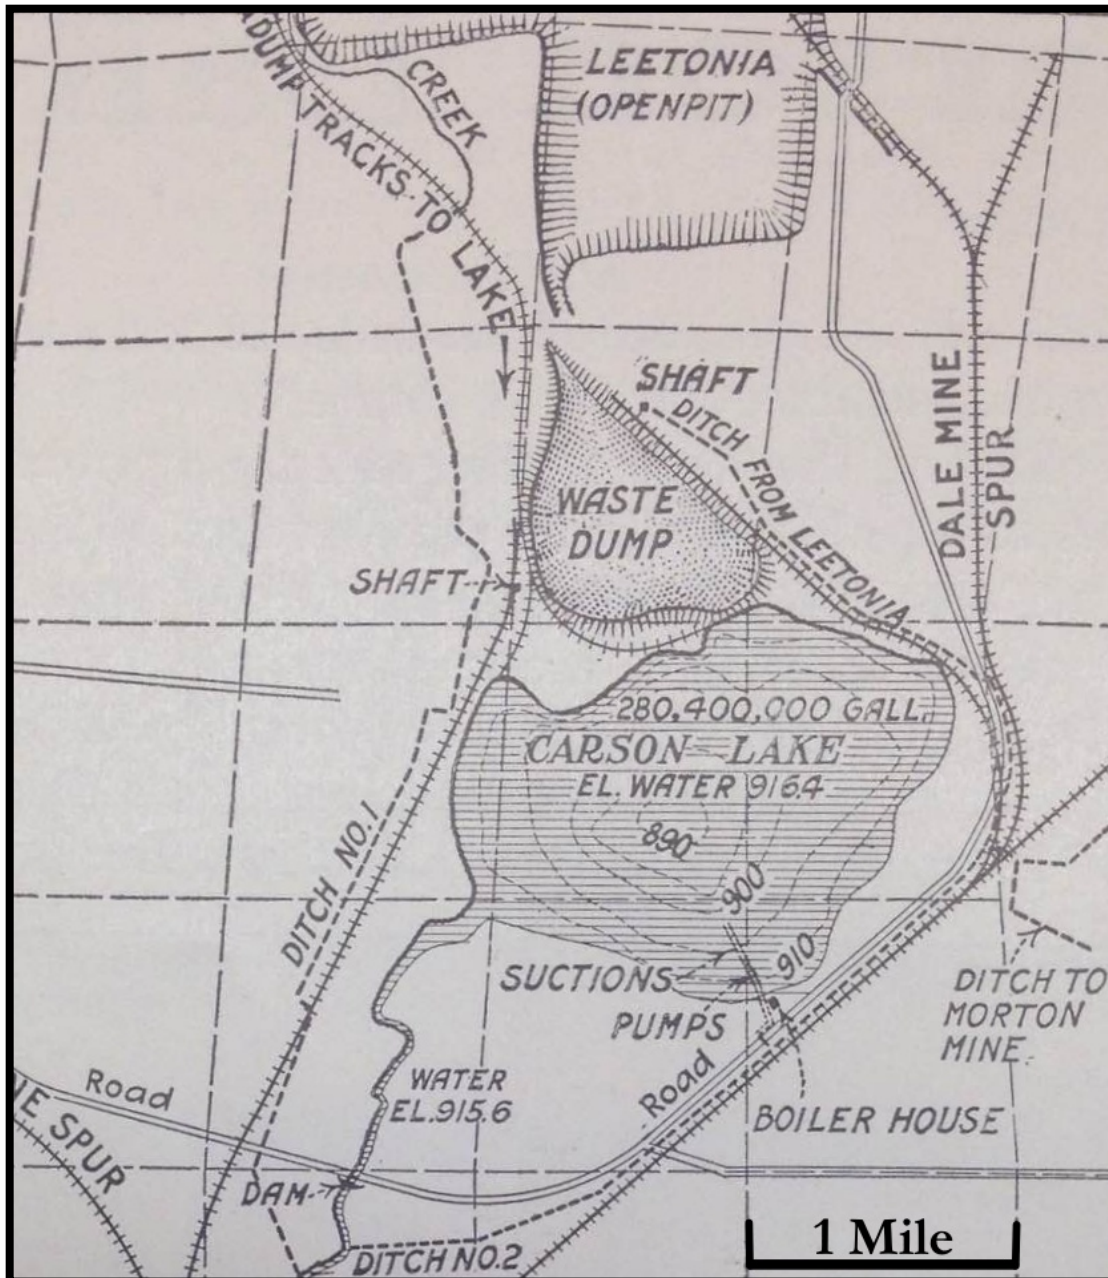 DUMP TRACKS TO LAKE
CREEK
LEETONIA
(OPENPIT)
SHAFT
DITCH FROM LEETONIA
DALE MINE
SPUR
WASTE
DUMP
SHAFT
280,400,000 GALL.
CARSON LAKE
EL. WATER 916.4
890
900
910
DITCH NO. 1
SUCTIONS
PUMPS
DITCH TO
MORTON
MINE.
Road
WATER
EL. 915.6
Road
BOILER HOUSE
NE SPUR
DAM
DITCH NO. 2
1 Mile